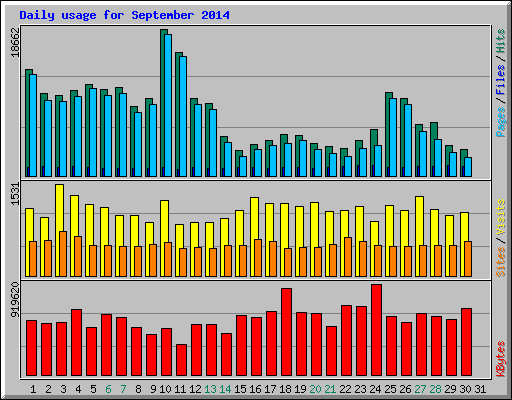 Daily usage for September 2014
18662
Pages / Files / Hits
1531
Sites / Visits
919620
KBytes
1 2 3 4 5 6 7 8 9 10 11 12 13 14 15 16 17 18 19 20 21 22 23 24 25 26 27 28 29 30 31